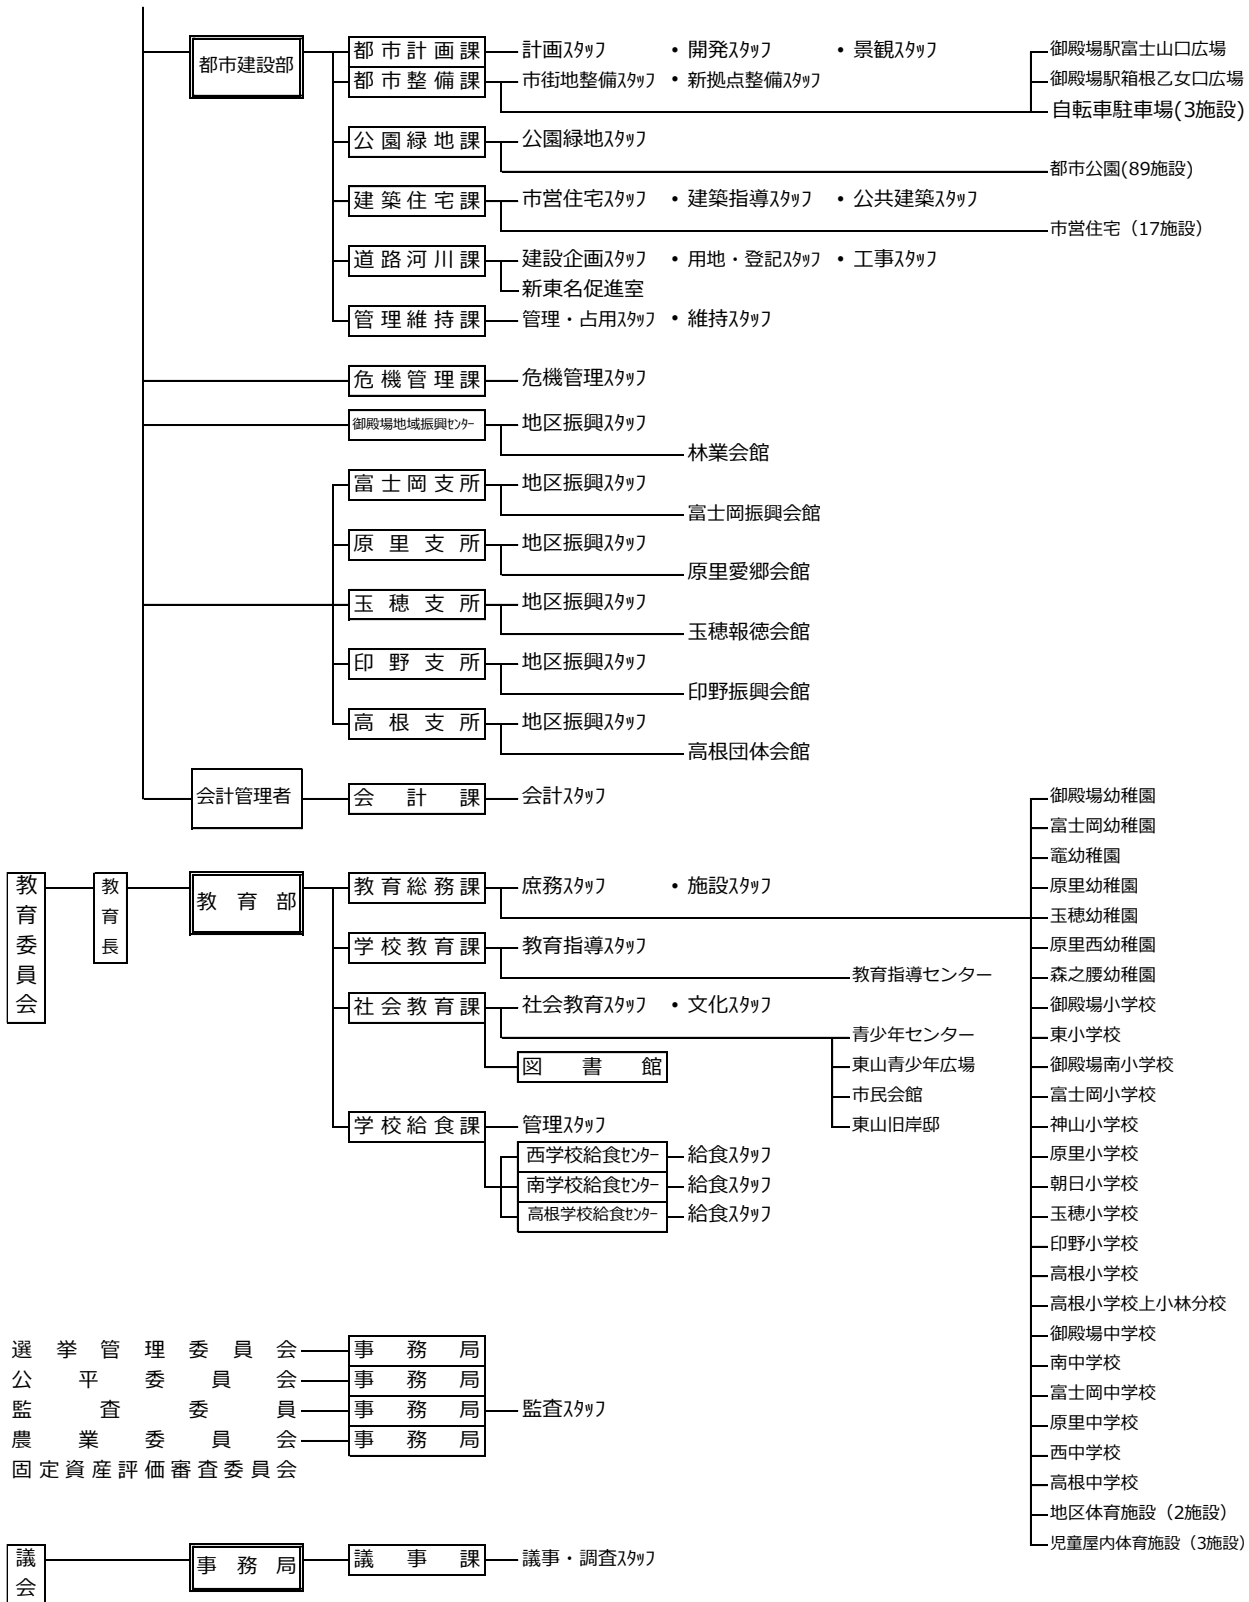 都市建設部
都市計画課 計画ｽﾀｯﾌ ・開発ｽﾀｯﾌ ・景観ｽﾀｯﾌ 御殿場駅富士山口広場
都市整備課 市街地整備ｽﾀｯﾌ ・新拠点整備ｽﾀｯﾌ 御殿場駅箱根乙女口広場
自転車駐車場(3施設)
公園緑地課 公園緑地ｽﾀｯﾌ
都市公園(89施設)
建築住宅課 市営住宅ｽﾀｯﾌ ・建築指導ｽﾀｯﾌ ・公共建築ｽﾀｯﾌ
市営住宅（17施設）
道路河川課 建設企画ｽﾀｯﾌ ・用地・登記ｽﾀｯﾌ ・工事ｽﾀｯﾌ
新東名促進室
管理維持課 管理・占用ｽﾀｯﾌ ・維持ｽﾀｯﾌ
危機管理課 危機管理ｽﾀｯﾌ
御殿場地域振興ｾﾝﾀｰ 地区振興ｽﾀｯﾌ
林業会館
富士岡支所 地区振興ｽﾀｯﾌ
富士岡振興会館
原里支所 地区振興ｽﾀｯﾌ
原里愛郷会館
玉穂支所 地区振興ｽﾀｯﾌ
玉穂報徳会館
印野支所 地区振興ｽﾀｯﾌ
印野振興会館
高根支所 地区振興ｽﾀｯﾌ
高根団体会館
会計管理者 会計課 会計ｽﾀｯﾌ
教育委員会
教育長
教育部
教育総務課 庶務ｽﾀｯﾌ ・施設ｽﾀｯﾌ
学校教育課 教育指導ｽﾀｯﾌ
教育指導センター
社会教育課 社会教育ｽﾀｯﾌ ・文化ｽﾀｯﾌ
青少年センター
東山青少年広場
市民会館
東山旧岸邸
図書館
学校給食課 管理ｽﾀｯﾌ
西学校給食ｾﾝﾀｰ 給食ｽﾀｯﾌ
南学校給食ｾﾝﾀｰ 給食ｽﾀｯﾌ
高根学校給食ｾﾝﾀｰ 給食ｽﾀｯﾌ
御殿場幼稚園
富士岡幼稚園
竈幼稚園
原里幼稚園
玉穂幼稚園
原里西幼稚園
森之腰幼稚園
御殿場小学校
東小学校
御殿場南小学校
富士岡小学校
神山小学校
原里小学校
朝日小学校
玉穂小学校
印野小学校
高根小学校
高根小学校上小林分校
御殿場中学校
南中学校
富士岡中学校
原里中学校
西中学校
高根中学校
地区体育施設（2施設）
児童屋内体育施設（3施設）
選挙管理委員会 事務局
公平委員会 事務局
監査委員 事務局 監査ｽﾀｯﾌ
農業委員会 事務局
固定資産評価審査委員会
議会 事務局 議事課 議事・調査ｽﾀｯﾌ